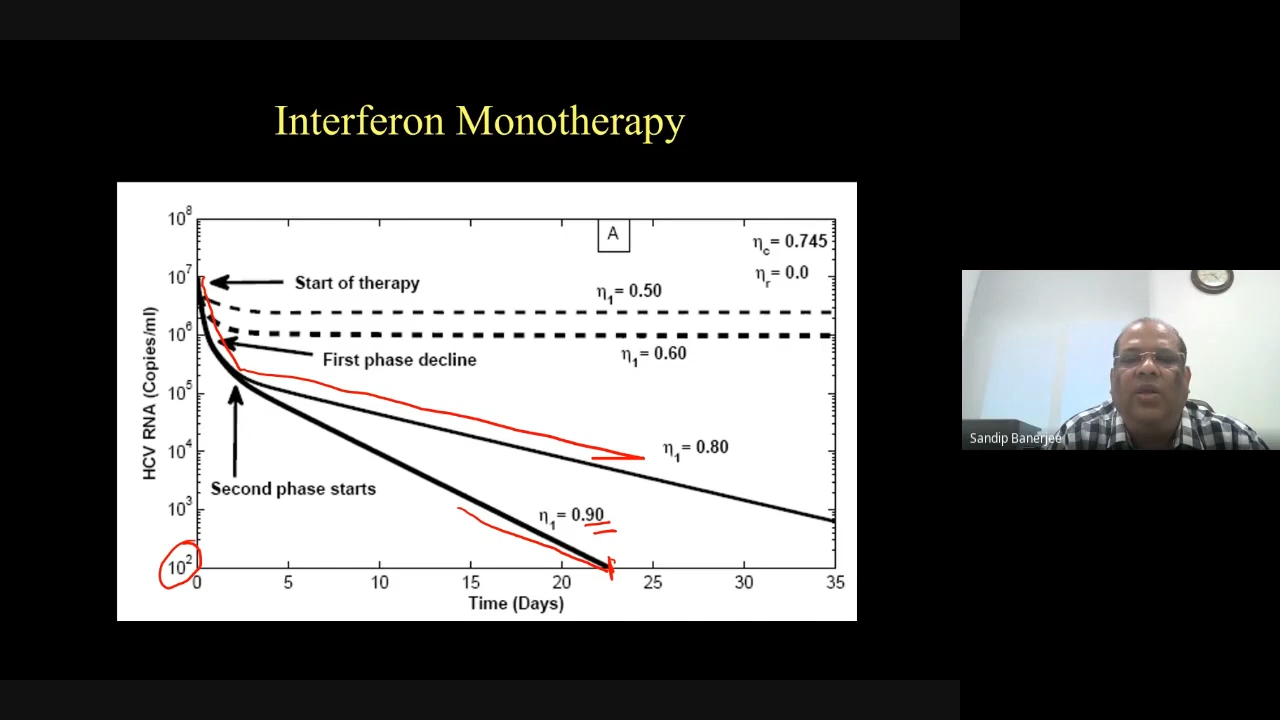 Interferon Monotherapy
A
10^8
10^7
10^6
10^5
10^4
10^3
10^2
HCV RNA (Copies/ml)
η_c= 0.745
η_r= 0.0
Start of therapy
η_1= 0.50
First phase decline
η_1= 0.60
η_1= 0.80
Second phase starts
η_1= 0.90
0 5 10 15 20 25 30 35
Time (Days)
Sandip Banerjee